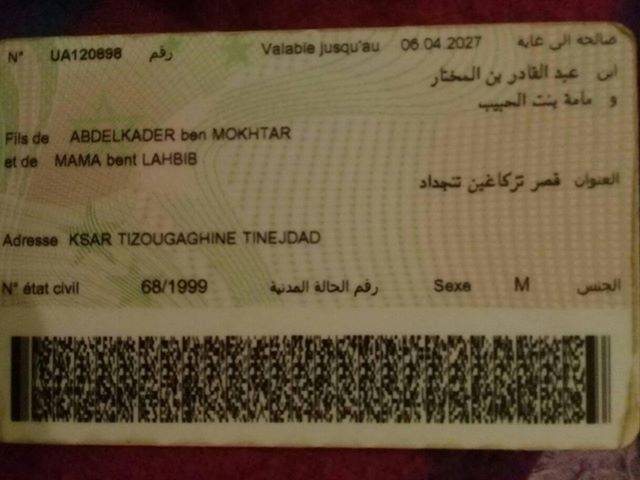 N° UA120898 رقم Valable jusqu'au 06.04.2027 صالحة الى غاية
ابن عبد القادر بن المختار
و مامة بنت الحبيب
Fils de ABDELKADER ben MOKHTAR
et de MAMA bent LAHBIB
العنوان قصر تزكاغين تنجداد
Adresse KSAR TIZOUGAGHINE TINEJDAD
N° état civil 68/1999 رقم الحالة المدنية Sexe M الجنس